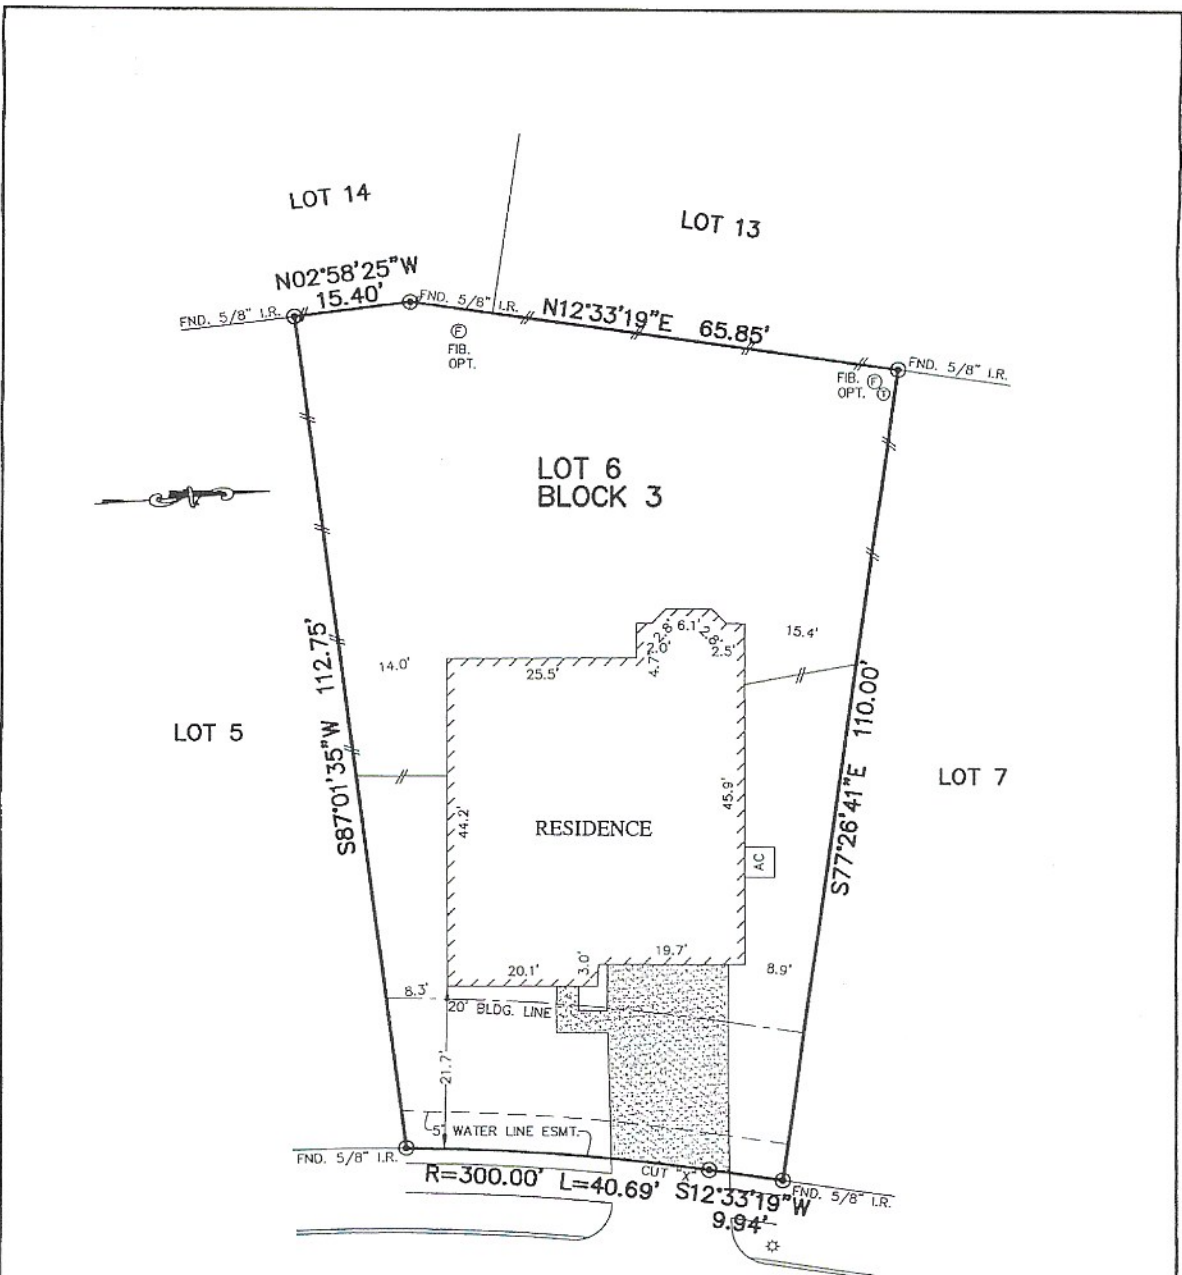 LOT 14
LOT 13
N02°58'25"W
15.40'
FND. 5/8" I.R.
FND. 5/8" I.R.
N12°33'19"E 65.85'
FND. 5/8" I.R.
F
FIB.
OPT.
FIB.
OPT.
F
T
LOT 6
BLOCK 3
S87°01'35"W 112.75'
14.0'
25.5'
4.7'
2.0'
2.8'
6.1'
2.8'
2.5'
15.4'
LOT 5
S77°26'41"E 110.00'
LOT 7
44.2'
RESIDENCE
45.9'
AC
20.1'
3.0'
19.7'
8.9'
8.3'
20' BLDG. LINE
21.7'
5' WATER LINE ESMT.
FND. 5/8" I.R.
CUT "X"
R=300.00' L=40.69'
S12°33'19"W
9.94'
FND. 5/8" I.R.